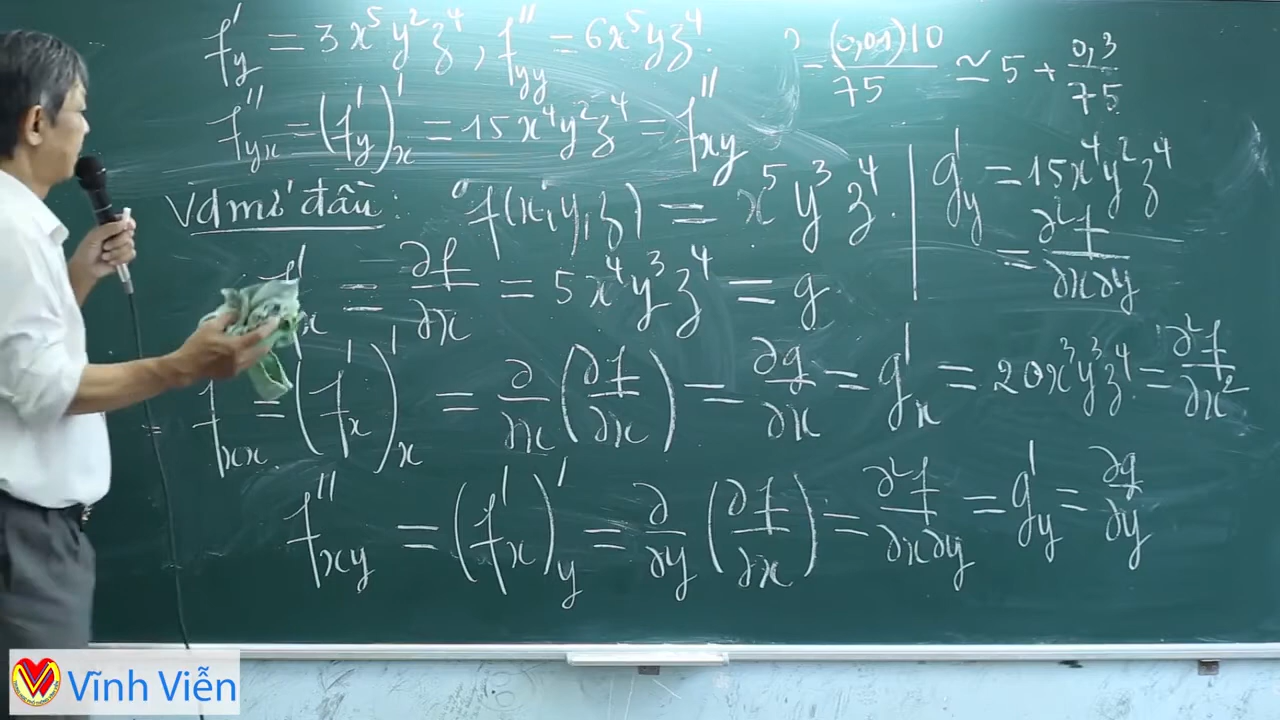 f'y = 3x⁵y²z⁴, f''yy = 6x⁵yz⁴.
f''yx = (f'y)'x = 15x⁴y²z⁴ = f''xy
(0,01)10/75 ≃ 5 + 0,3/75
Vd mở đầu: f(x,y,z) = x⁵y³z⁴.
g'y = 15x⁴y²z⁴
= ∂²f/∂x∂y
f'x = ∂f/∂x = 5x⁴y³z⁴ = g
fxx = (f'x)'x = ∂/∂x (∂f/∂x) = ∂g/∂x = g'x = 20x³y³z⁴ = ∂²f/∂x²
f''xy = (f'x)'y = ∂/∂y (∂f/∂x) = ∂²f/∂x∂y = g'y = ∂g/∂y
Vĩnh Viễn